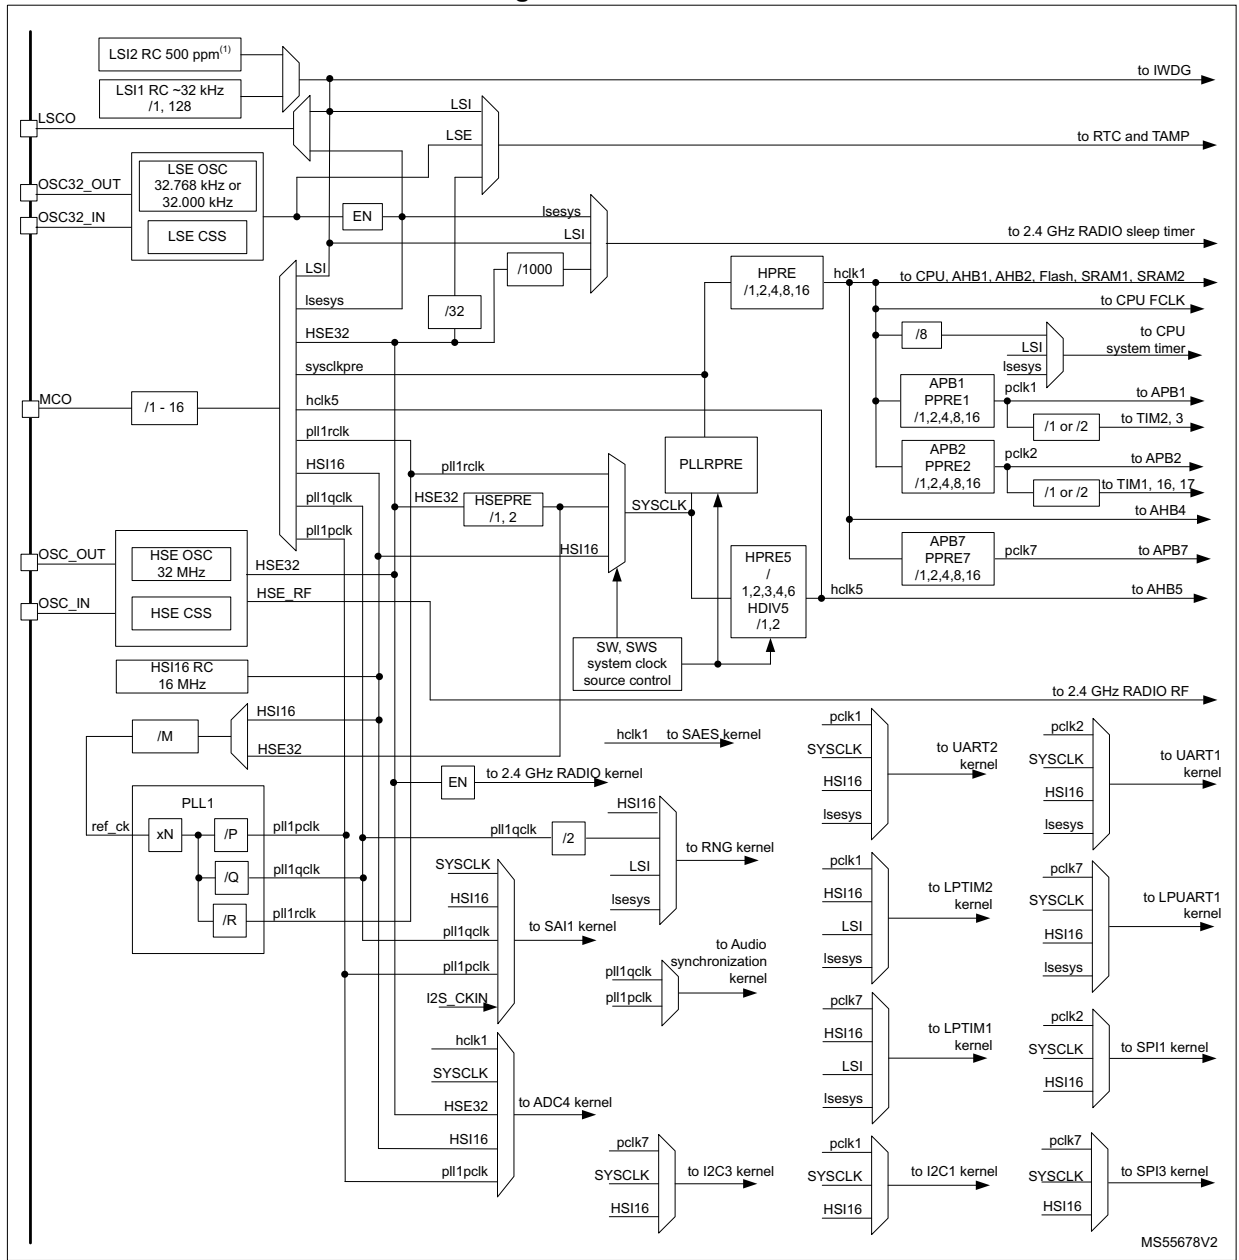 LSI2 RC 500 ppm(1)
to IWDG
LSI1 RC ~32 kHz
/1, 128
LSI
LSCO
LSE
to RTC and TAMP
LSE OSC
32.768 kHz or
32.000 kHz
OSC32_OUT
OSC32_IN
EN
lsesys
LSE CSS
LSI
to 2.4 GHz RADIO sleep timer
LSI
/1000
HPRE
/1,2,4,8,16
hclk1
to CPU, AHB1, AHB2, Flash, SRAM1, SRAM2
lsesys
to CPU FCLK
/32
HSE32
/8
to CPU
system timer
LSI
lsesys
sysclkpre
APB1
PPRE1
/1,2,4,8,16
pclk1
to APB1
MCO
/1 - 16
hclk5
/1 or /2
to TIM2, 3
pll1rclk
PLLRPRE
APB2
PPRE2
/1,2,4,8,16
pclk2
to APB2
HSI16
pll1rclk
/1 or /2
to TIM1, 16, 17
pll1qclk
HSE32
HSEPRE
/1, 2
SYSCLK
to AHB4
pll1pclk
HSI16
OSC_OUT
HSE OSC
32 MHz
HSE32
HPRE5
/
1,2,3,4,6
HDIV5
/1,2
APB7
PPRE7
/1,2,4,8,16
pclk7
to APB7
HSE_RF
OSC_IN
HSE CSS
hclk5
to AHB5
SW, SWS
system clock
source control
HSI16 RC
16 MHz
to 2.4 GHz RADIO RF
HSI16
/M
HSE32
hclk1
to SAES kernel
pclk1
SYSCLK
HSI16
lsesys
to UART2
kernel
pclk2
SYSCLK
HSI16
lsesys
to UART1
kernel
EN
to 2.4 GHz RADIO kernel
PLL1
ref_ck
xN
/P
pll1pclk
/Q
pll1qclk
/R
pll1rclk
HSI16
pll1qclk
/2
LSI
lsesys
to RNG kernel
SYSCLK
HSI16
pll1qclk
pll1pclk
I2S_CKIN
to SAI1 kernel
pclk1
HSI16
LSI
lsesys
to LPTIM2
kernel
pclk7
SYSCLK
HSI16
lsesys
to LPUART1
kernel
to Audio
synchronization
kernel
pll1qclk
pll1pclk
pclk7
HSI16
LSI
lsesys
to LPTIM1
kernel
pclk2
SYSCLK
HSI16
to SPI1 kernel
hclk1
SYSCLK
HSE32
HSI16
pll1pclk
to ADC4 kernel
pclk7
SYSCLK
HSI16
to I2C3 kernel
pclk1
SYSCLK
HSI16
to I2C1 kernel
pclk7
SYSCLK
HSI16
to SPI3 kernel
MS55678V2